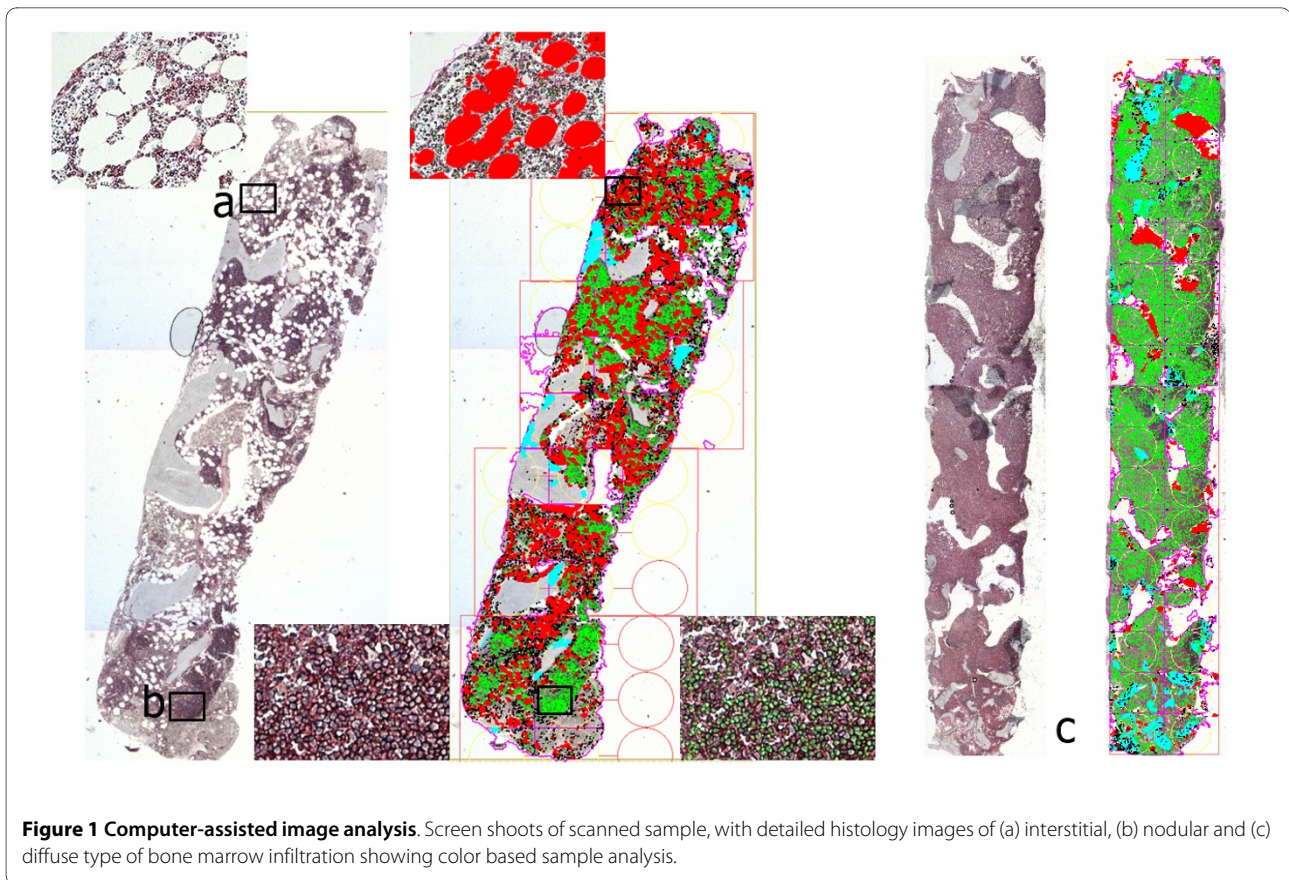 a
b
c
Figure 1 Computer-assisted image analysis. Screen shoots of scanned sample, with detailed histology images of (a) interstitial, (b) nodular and (c)
diffuse type of bone marrow infiltration showing color based sample analysis.